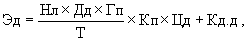 Эд = (Нл × Дд × Гп) / Т × Кп × Цд + Кд.д ,